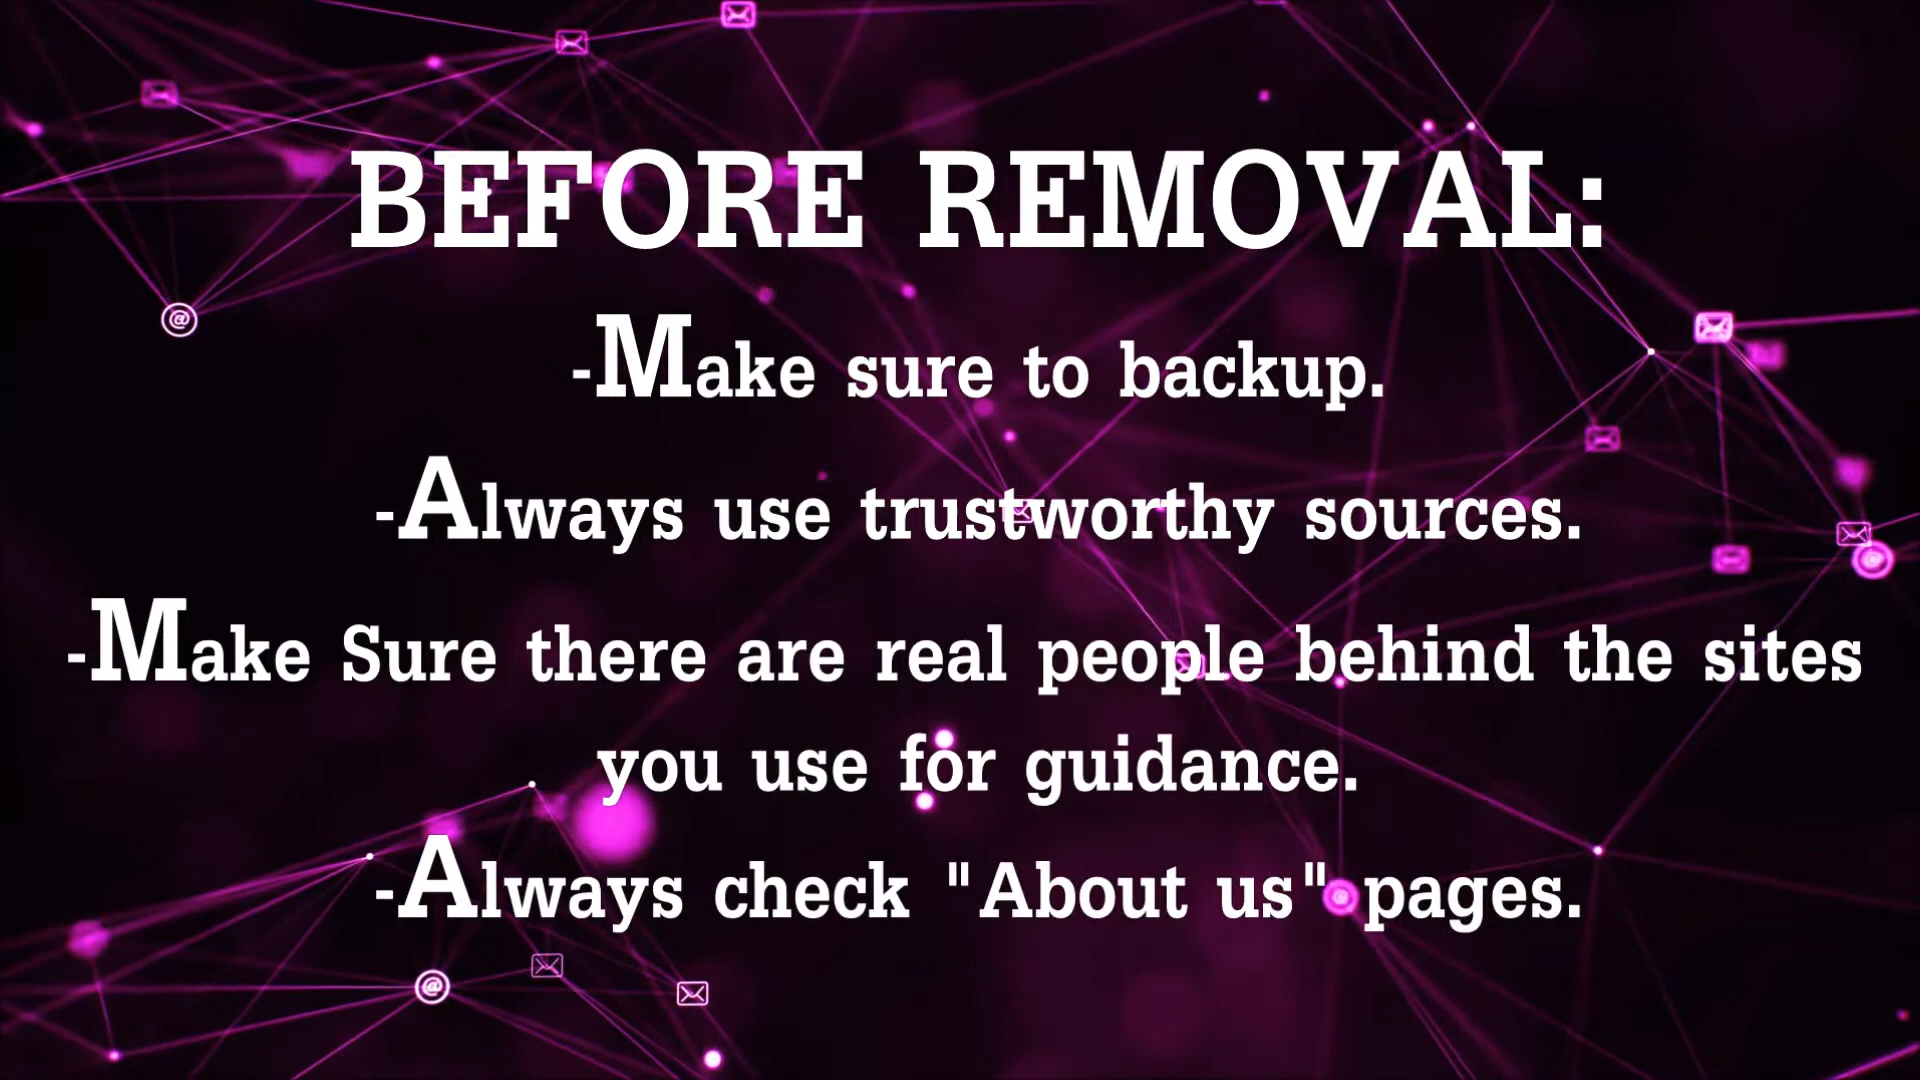 BEFORE REMOVAL:
-Make sure to backup.
-Always use trustworthy sources.
-Make Sure there are real people behind the sites
you use for guidance.
-Always check "About us" pages.